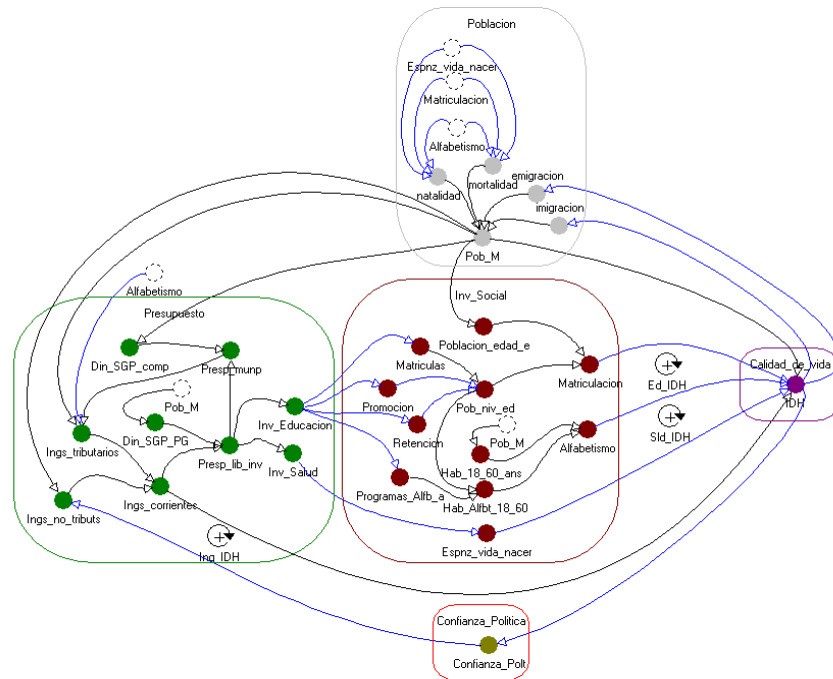 Poblacion
Espnz_vida_nacer
Matriculacion
Alfabetismo
natalidad
mortalidad
emigracion
imigracion
Pob_M
Alfabetismo
Presupuesto
Din_SGP_comp
Presp_munp
Pob_M
Din_SGP_PG
Ings_tributarios
Presp_lib_inv
Inv_Educacion
Inv_Salud
Ings_no_tributs
Ings_corrientes
Ing_IDH
Inv_Social
Poblacion_edad_e
Matriculas
Matriculacion
Promocion
Pob_niv_ed
Retencion
Pob_M
Hab_18_60_ans
Alfabetismo
Programas_Alfb_a
Hab_Alfbt_18_60
Espnz_vida_nacer
Ed_IDH
Sld_IDH
Calidad_de_vida
IDH
Confianza_Politica
Confianza_Polt